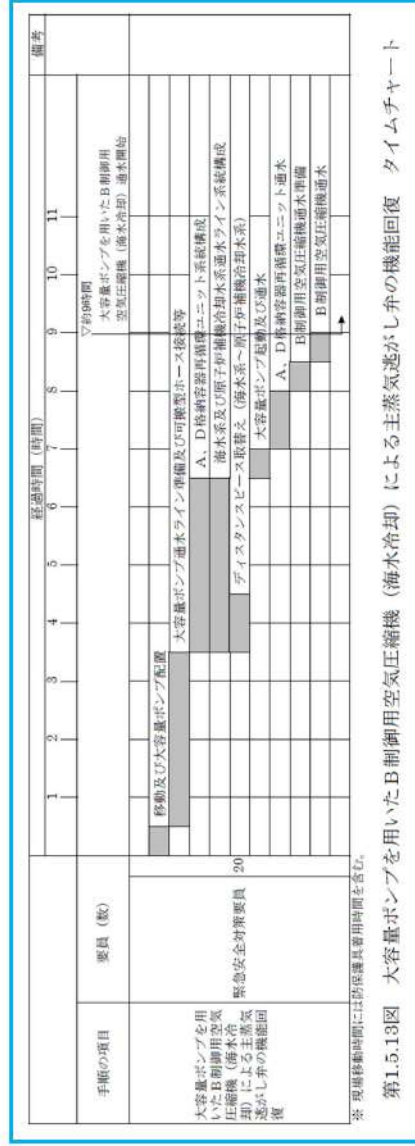 経過時間（時間）
備考
1 2 3 4 5 6 7 8 9 10 11
手順の項目
要員（数）
▽約9時間
大容量ポンプを用いたB制御用
空気圧縮機（海水冷却）通水開始
大容量ポンプを用
いたB制御用空気
圧縮機（海水冷
却）による主蒸気
逃がし弁の機能回
復
緊急安全対策要員
20
移動及び大容量ポンプ配置
大容量ポンプ通水ライン準備及び可搬型ホース接続等
A、D格納容器再循環ユニット系統構成
海水系及び原子炉補機冷却水系通水ライン系統構成
ディスタンスピース取替え（海水系～原子炉補機冷却水系）
大容量ポンプ起動及び通水
A、D格納容器再循環ユニット通水
B制御用空気圧縮機通水準備
B制御用空気圧縮機通水
※ 現場移動時間には防保護具着用時間を含む。
第1.5.13図 大容量ポンプを用いたB制御用空気圧縮機（海水冷却）による主蒸気逃がし弁の機能回復 タイムチャート